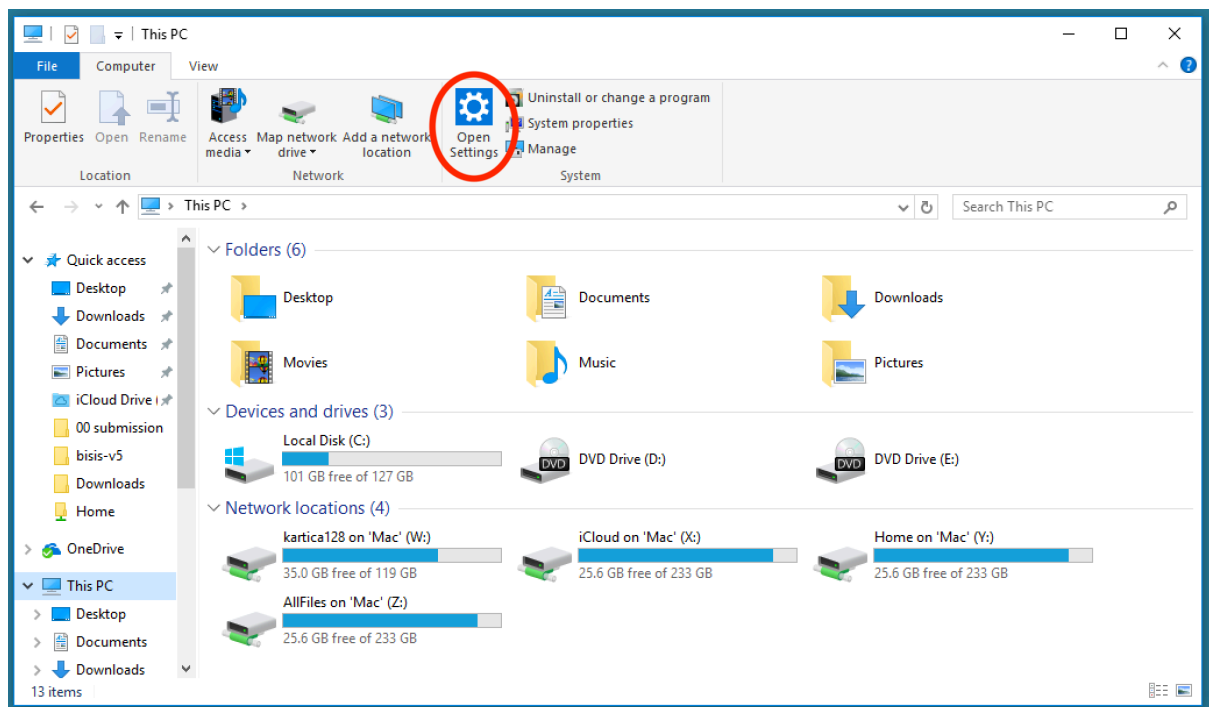 This PC
File Computer View
Properties Open Rename
Access media
Map network drive
Add a network location
Open Settings
Uninstall or change a program
System properties
Manage
Location Network System
This PC
Search This PC
Quick access
Desktop
Downloads
Documents
Pictures
iCloud Drive (
00 submission
bisis-v5
Downloads
Home
OneDrive
This PC
Desktop
Documents
Downloads
Folders (6)
Desktop Documents Downloads
Movies Music Pictures
Devices and drives (3)
Local Disk (C:)
101 GB free of 127 GB
DVD Drive (D:)
DVD
DVD Drive (E:)
DVD
Network locations (4)
kartica128 on 'Mac' (W:)
35.0 GB free of 119 GB
iCloud on 'Mac' (X:)
25.6 GB free of 233 GB
Home on 'Mac' (Y:)
25.6 GB free of 233 GB
AllFiles on 'Mac' (Z:)
25.6 GB free of 233 GB
13 items